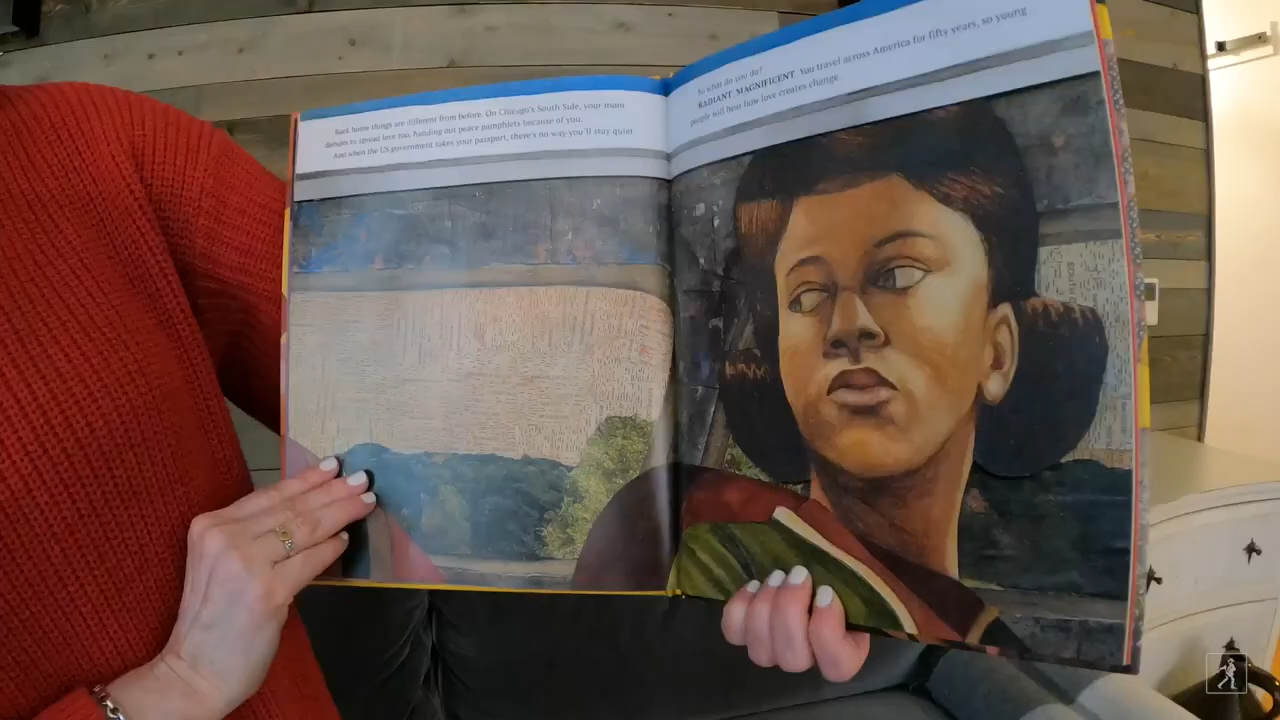 Back home things are different from before. On Chicago's South Side, your mom
dances to spread love too, handing out peace pamphlets because of you.
And when the US government takes your passport, there's no way you'll stay quiet.
So what do you do?
RADIANT MAGNIFICENT. You travel across America for fifty years, so young
people will hear how love creates change.
SOUTH